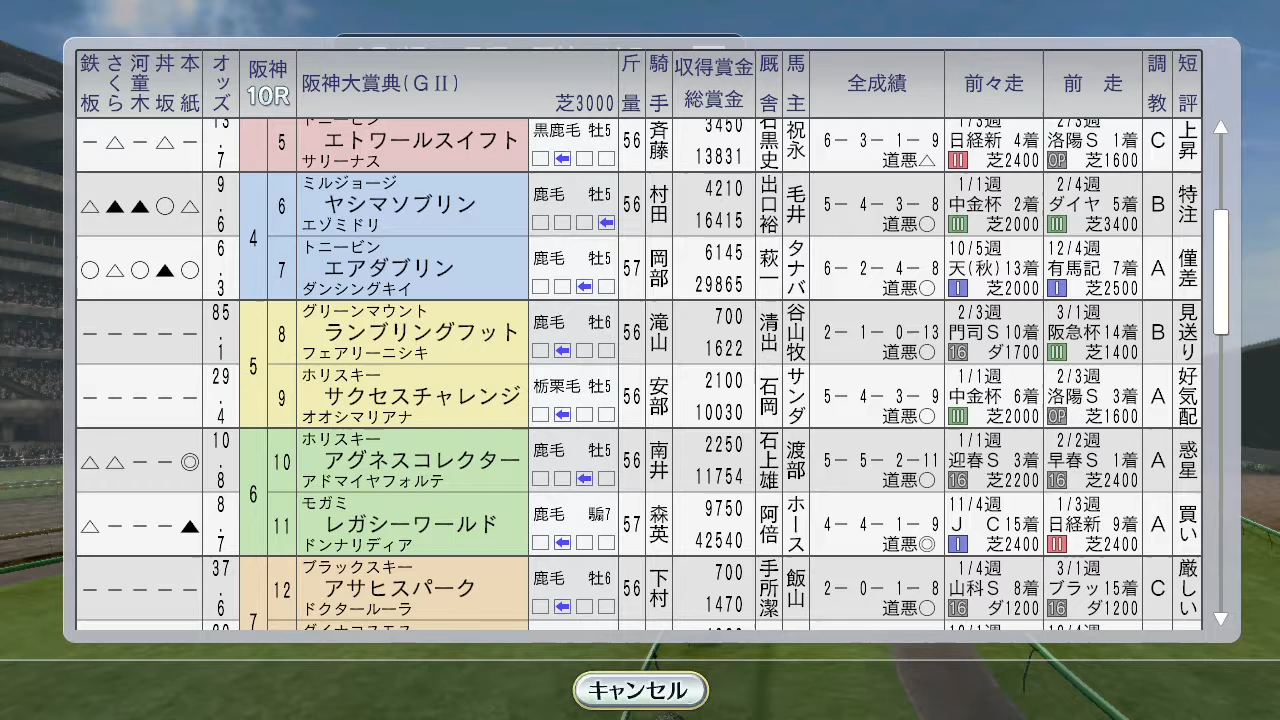 鉄板 さくら 河童木 丼坂 本紙 オッズ 阪神 10R 阪神大賞典(GⅡ) 芝3000 斤量 騎手 収得賞金 総賞金 厩舎 馬主 全成績 前々走 前 走 調教 短評
－ △ － △ － 13.7 5 エトワールスイフト サリーナス 黒鹿毛 牡5 56 斉藤 3450 13831 石黒史 祝永 6－ 3－ 1－ 9 道悪△ 1/3週 日経新 4着 Ⅱ 芝2400 2/3週 洛陽Ｓ 1着 OP 芝1600 C 上昇
△ ▲ ▲ ○ △ 9.6 4 6 ミルジョージ ヤシマソブリン エゾミドリ 鹿毛 牡5 56 村田 4210 16415 出口裕 毛井 5－ 4－ 3－ 8 道悪○ 1/1週 中金杯 2着 Ⅲ 芝2000 2/4週 ダイヤ 5着 Ⅲ 芝3400 B 特注
○ △ ○ ▲ ○ 6.3 7 トニービン エアダブリン ダンシングキイ 鹿毛 牡5 57 岡部 6145 29865 萩一 タナバ 6－ 2－ 4－ 8 道悪○ 10/5週 天(秋)13着 Ⅰ 芝2000 12/4週 有馬記 7着 Ⅰ 芝2500 A 僅差
－ － － － － 85.1 5 8 グリーンマウント ランブリングフット フェアリーニシキ 鹿毛 牡6 56 滝山 700 1622 清出 谷山牧 2－ 1－ 0－13 道悪○ 2/3週 門司Ｓ10着 16 ダ1700 3/1週 阪急杯14着 Ⅲ 芝1400 B 見送り
－ － － － － 29.4 9 ホリスキー サクセスチャレンジ オオシマリアナ 栃栗毛 牡5 56 安部 2100 10030 石岡 サンダ 5－ 4－ 3－ 9 道悪○ 1/1週 中金杯 6着 Ⅲ 芝2000 2/3週 洛陽Ｓ 3着 OP 芝1600 A 好気配
△ △ － － ◎ 10.8 6 10 ホリスキー アグネスコレクター アドマイヤフォルテ 鹿毛 牡5 56 南井 2250 11754 石上雄 渡部 5－ 5－ 2－11 道悪○ 1/1週 迎春Ｓ 3着 16 芝2200 2/2週 早春Ｓ 1着 16 芝2400 A 惑星
△ － － － ▲ 8.7 11 モガミ レガシーワールド ドンナリディア 鹿毛 騸7 57 森英 9750 42540 阿倍 ホース 4－ 4－ 1－ 9 道悪◎ 11/4週 Ｊ Ｃ15着 Ⅰ 芝2400 1/3週 日経新 9着 Ⅱ 芝2400 A 買い
－ － － － － 37.6 7 12 ブラックスキー アサヒスパーク ドクタールーラ 鹿毛 牡6 56 下村 700 1470 手所潔 飯山 2－ 0－ 1－ 8 道悪○ 1/4週 山科Ｓ 8着 16 ダ1200 3/1週 ブラッ15着 16 ダ1200 C 厳しい
キャンセル